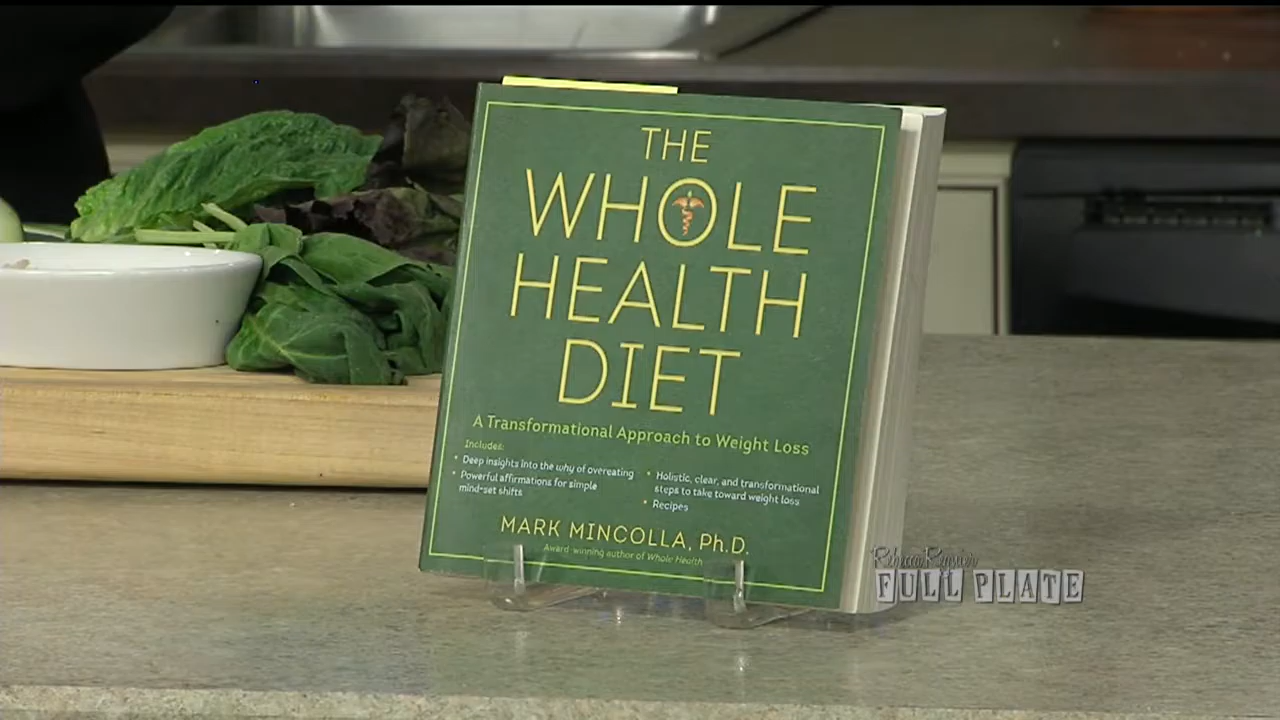 THE
WHOLE
HEALTH
DIET
A Transformational Approach to Weight Loss
Includes:
• Deep insights into the why of overeating
• Powerful affirmations for simple
mind-set shifts
• Holistic, clear, and transformational
steps to take toward weight loss
• Recipes
MARK MINCOLLA, Ph.D.
Award-winning author of Whole Health
FULL PLATE